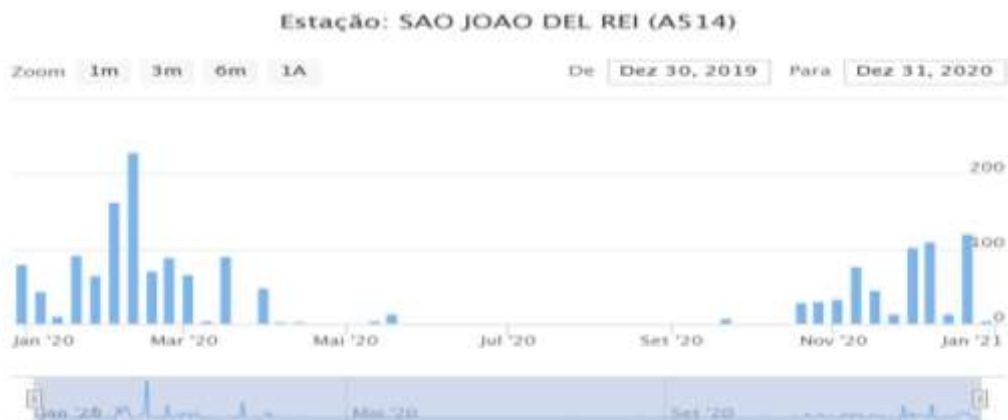 Estação: SAO JOAO DEL REI (A514)
Zoom 1m 3m 6m 1A De Dez 30, 2019 Para Dez 31, 2020
200
100
0
Jan '20 Mar '20 Mai '20 Jul '20 Set '20 Nov '20 Jan '21
Jan '20 Mai '20 Set '20